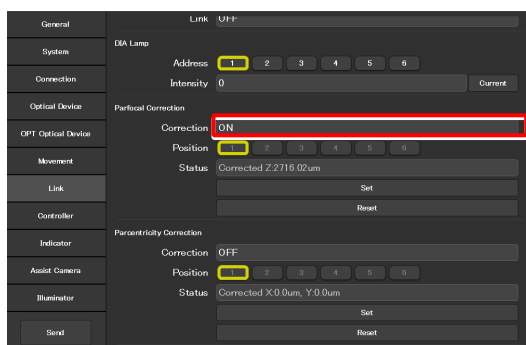 General
System
Connection
Optical Device
OPT Optical Device
Movement
Link
Controller
Indicator
Assist Camera
Illuminator
Send
Link OFF
DIA Lamp
Address 1 2 3 4 5 6
Intensity 0 Current
Parfocal Correction
Correction ON
Position 1 2 3 4 5 6
Status Corrected Z:2716.02um
Set
Reset
Parcentricity Correction
Correction OFF
Position 1 2 3 4 5 6
Status Corrected X:0.0um, Y:0.0um
Set
Reset